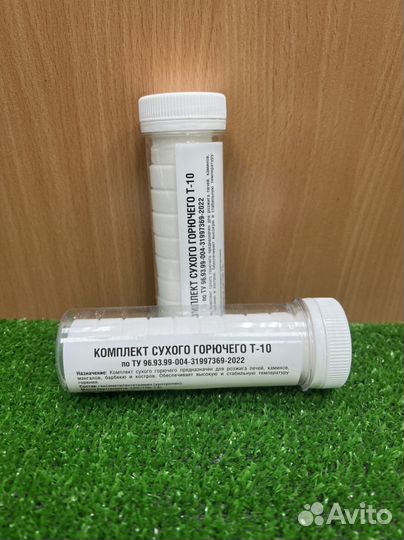 КОМПЛЕКТ СУХОГО ГОРЮЧЕГО Т-10
по ТУ 96.93.99-004-31997369-2022
КОМПЛЕКТ СУХОГО ГОРЮЧЕГО Т-10
по ТУ 96.93.99-004-31997369-2022
Назначение: Комплект сухого горючего предназначен для розжига печей, каминов,
мангалов, барбекю и костров. Обеспечивает высокую и стабильную температуру
горения.
Состав:
Avito